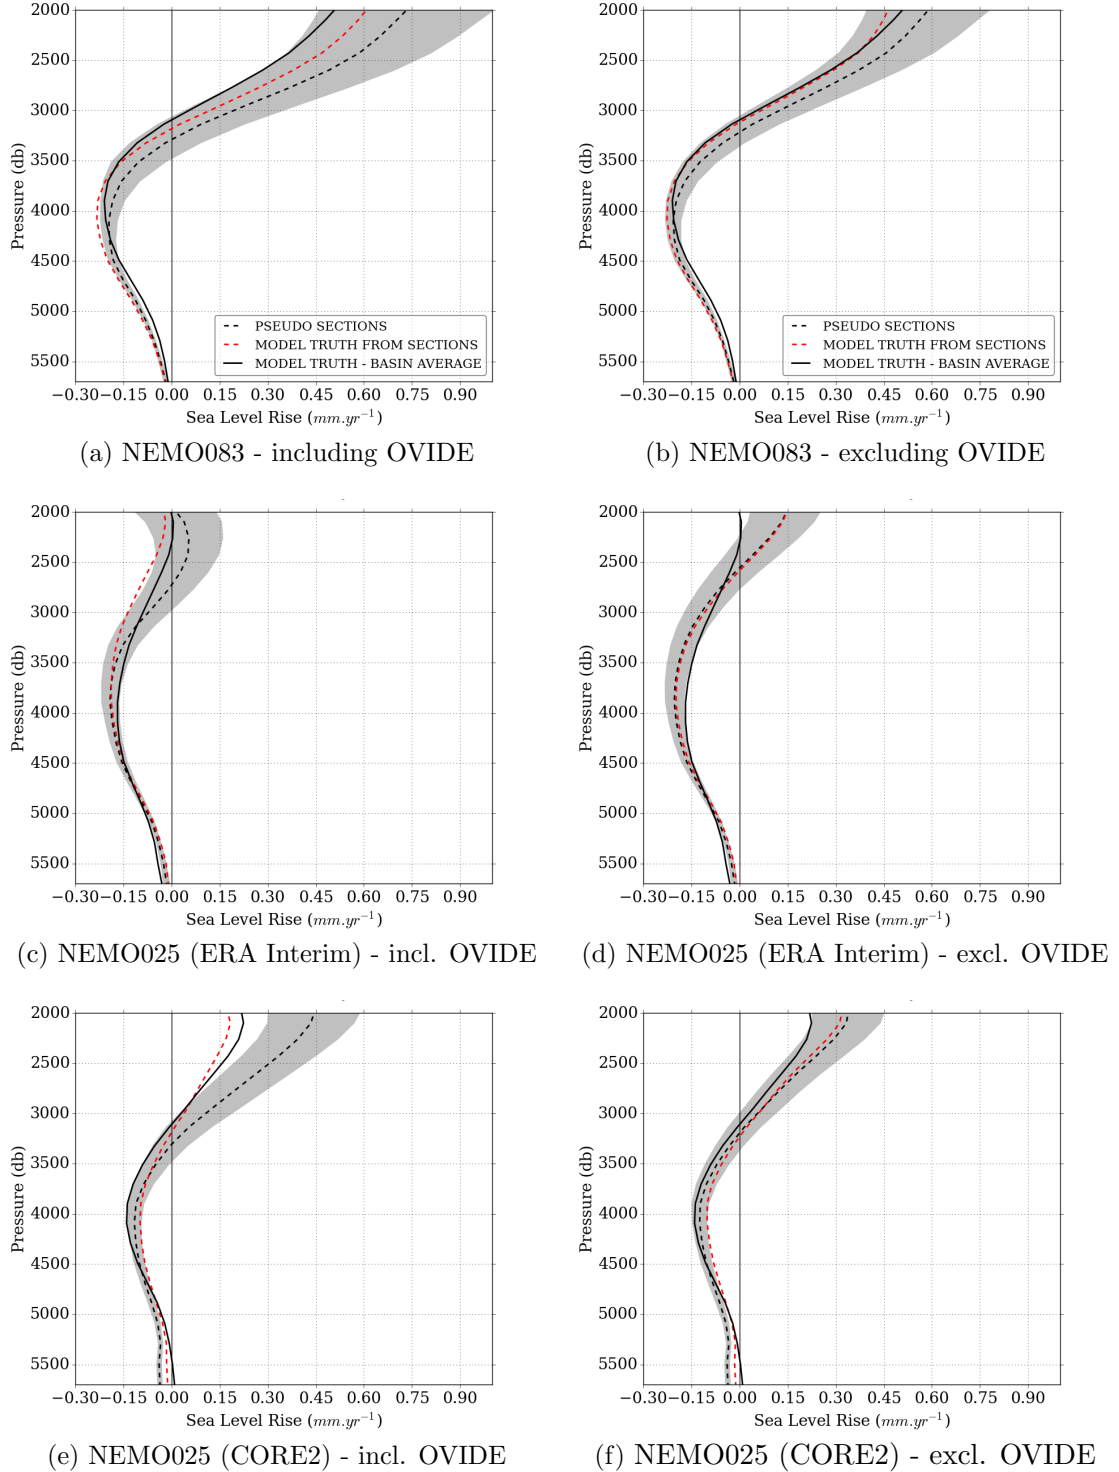 2000
2500
3000
3500
4000
4500
5000
5500
Pressure (db)
−0.30 −0.15 0.00 0.15 0.30 0.45 0.60 0.75 0.90
Sea Level Rise (mm.yr⁻¹)
PSEUDO SECTIONS
MODEL TRUTH FROM SECTIONS
MODEL TRUTH - BASIN AVERAGE
(a) NEMO083 - including OVIDE
2000
2500
3000
3500
4000
4500
5000
5500
Pressure (db)
−0.30 −0.15 0.00 0.15 0.30 0.45 0.60 0.75 0.90
Sea Level Rise (mm.yr⁻¹)
PSEUDO SECTIONS
MODEL TRUTH FROM SECTIONS
MODEL TRUTH - BASIN AVERAGE
(b) NEMO083 - excluding OVIDE
2000
2500
3000
3500
4000
4500
5000
5500
Pressure (db)
−0.30 −0.15 0.00 0.15 0.30 0.45 0.60 0.75 0.90
Sea Level Rise (mm.yr⁻¹)
(c) NEMO025 (ERA Interim) - incl. OVIDE
2000
2500
3000
3500
4000
4500
5000
5500
Pressure (db)
−0.30 −0.15 0.00 0.15 0.30 0.45 0.60 0.75 0.90
Sea Level Rise (mm.yr⁻¹)
(d) NEMO025 (ERA Interim) - excl. OVIDE
2000
2500
3000
3500
4000
4500
5000
5500
Pressure (db)
−0.30 −0.15 0.00 0.15 0.30 0.45 0.60 0.75 0.90
Sea Level Rise (mm.yr⁻¹)
(e) NEMO025 (CORE2) - incl. OVIDE
2000
2500
3000
3500
4000
4500
5000
5500
Pressure (db)
−0.30 −0.15 0.00 0.15 0.30 0.45 0.60 0.75 0.90
Sea Level Rise (mm.yr⁻¹)
(f) NEMO025 (CORE2) - excl. OVIDE